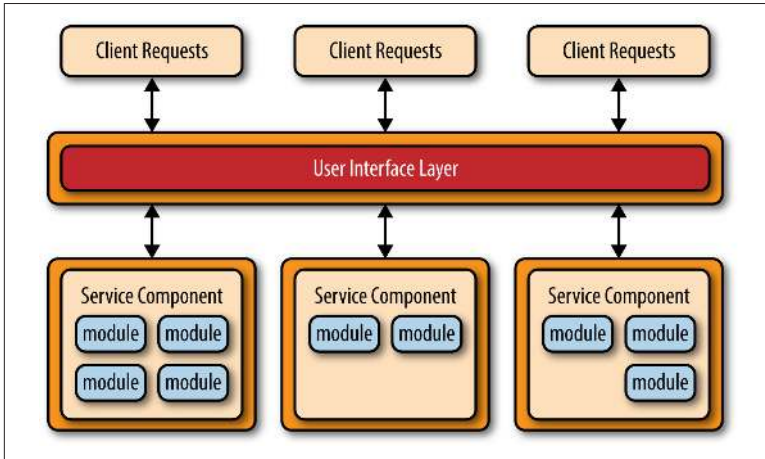 Client Requests
Client Requests
Client Requests
User Interface Layer
Service Component
module module
module module
Service Component
module module
Service Component
module module
module